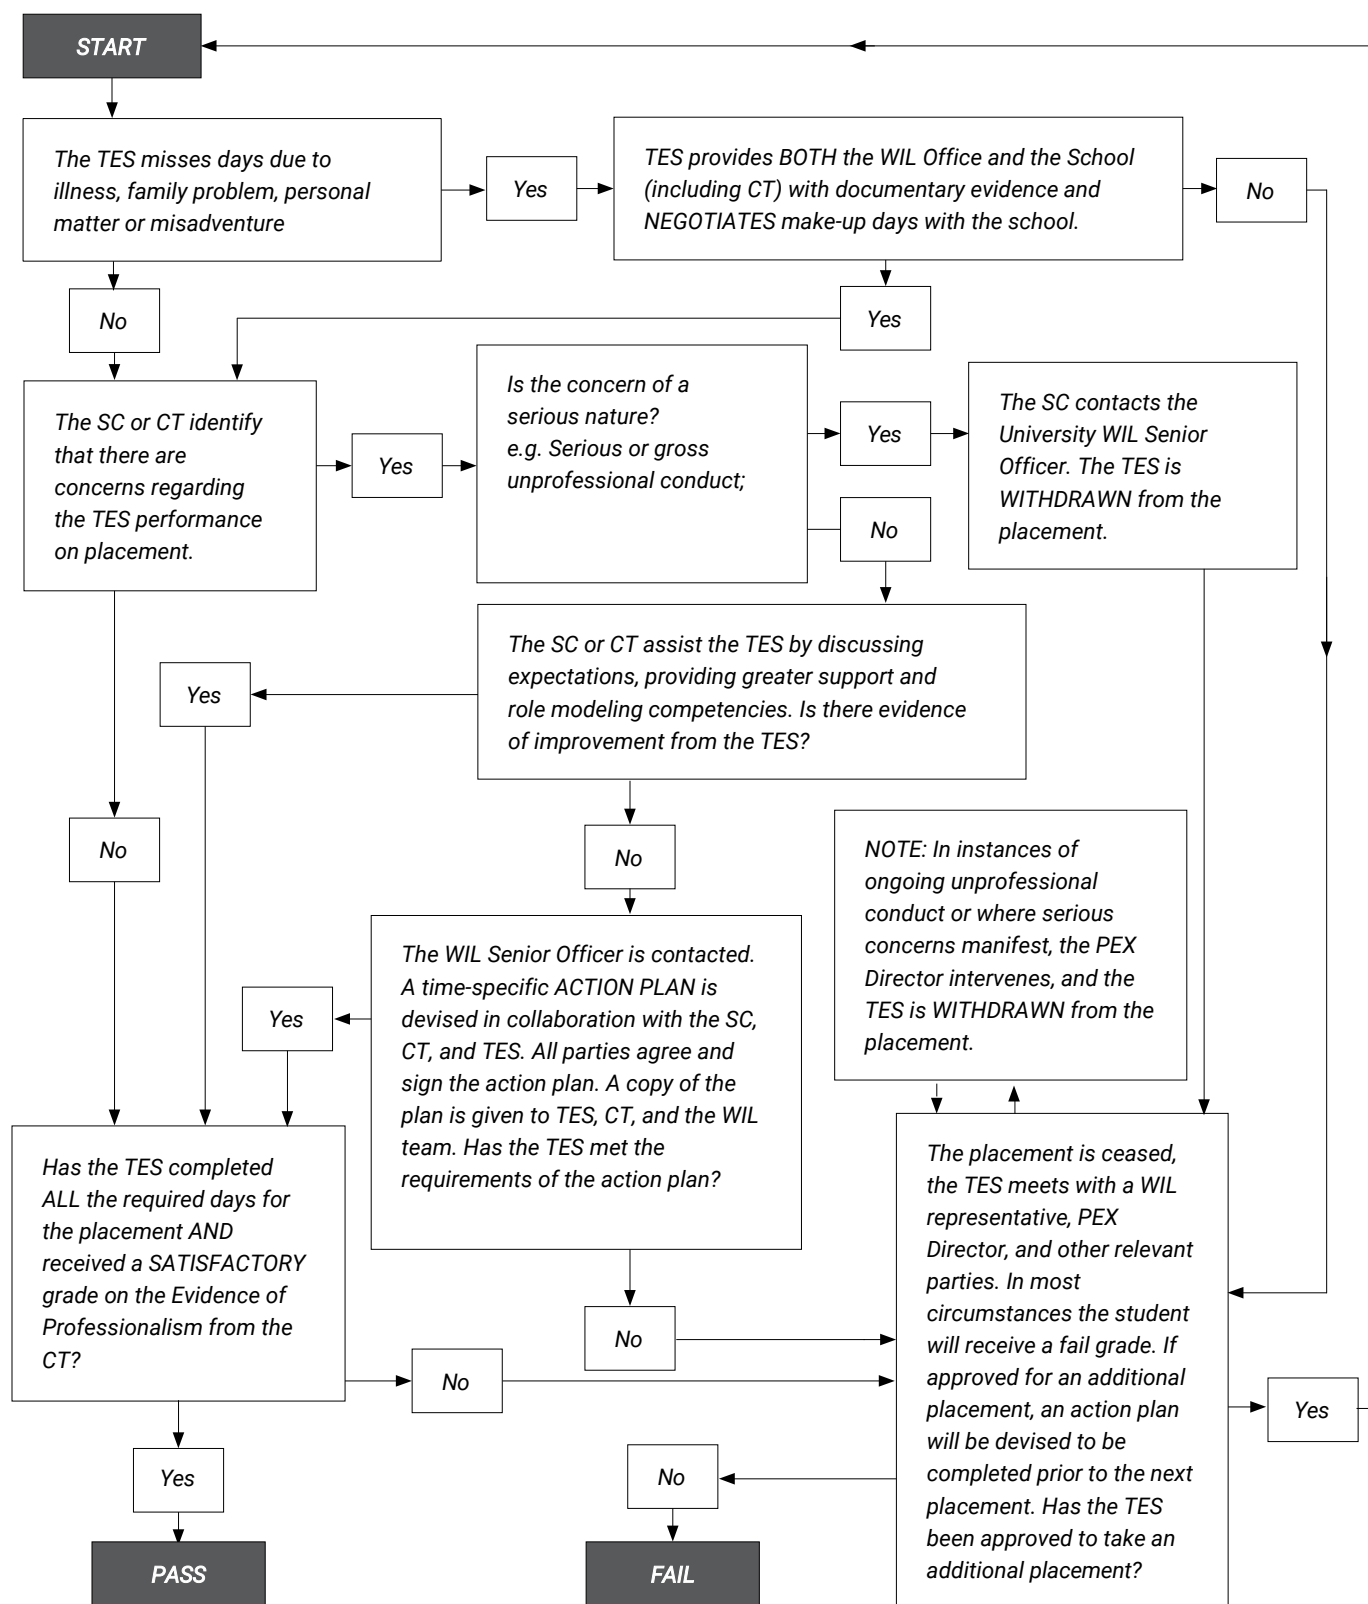 START
The TES misses days due to
illness, family problem, personal
matter or misadventure
Yes
TES provides BOTH the WIL Office and the School
(including CT) with documentary evidence and
NEGOTIATES make-up days with the school.
No
No
Yes
The SC or CT identify
that there are
concerns regarding
the TES performance
on placement.
Yes
Is the concern of a
serious nature?
e.g. Serious or gross
unprofessional conduct;
Yes
The SC contacts the
University WIL Senior
Officer. The TES is
WITHDRAWN from the
placement.
No
The SC or CT assist the TES by discussing
expectations, providing greater support and
role modeling competencies. Is there evidence
of improvement from the TES?
Yes
No
No
NOTE: In instances of
ongoing unprofessional
conduct or where serious
concerns manifest, the PEX
Director intervenes, and the
TES is WITHDRAWN from the
placement.
The WIL Senior Officer is contacted.
A time-specific ACTION PLAN is
devised in collaboration with the SC,
CT, and TES. All parties agree and
sign the action plan. A copy of the
plan is given to TES, CT, and the WIL
team. Has the TES met the
requirements of the action plan?
Yes
Has the TES completed
ALL the required days for
the placement AND
received a SATISFACTORY
grade on the Evidence of
Professionalism from the
CT?
No
No
The placement is ceased,
the TES meets with a WIL
representative, PEX
Director, and other relevant
parties. In most
circumstances the student
will receive a fail grade. If
approved for an additional
placement, an action plan
will be devised to be
completed prior to the next
placement. Has the TES
been approved to take an
additional placement?
Yes
Yes
No
PASS
FAIL